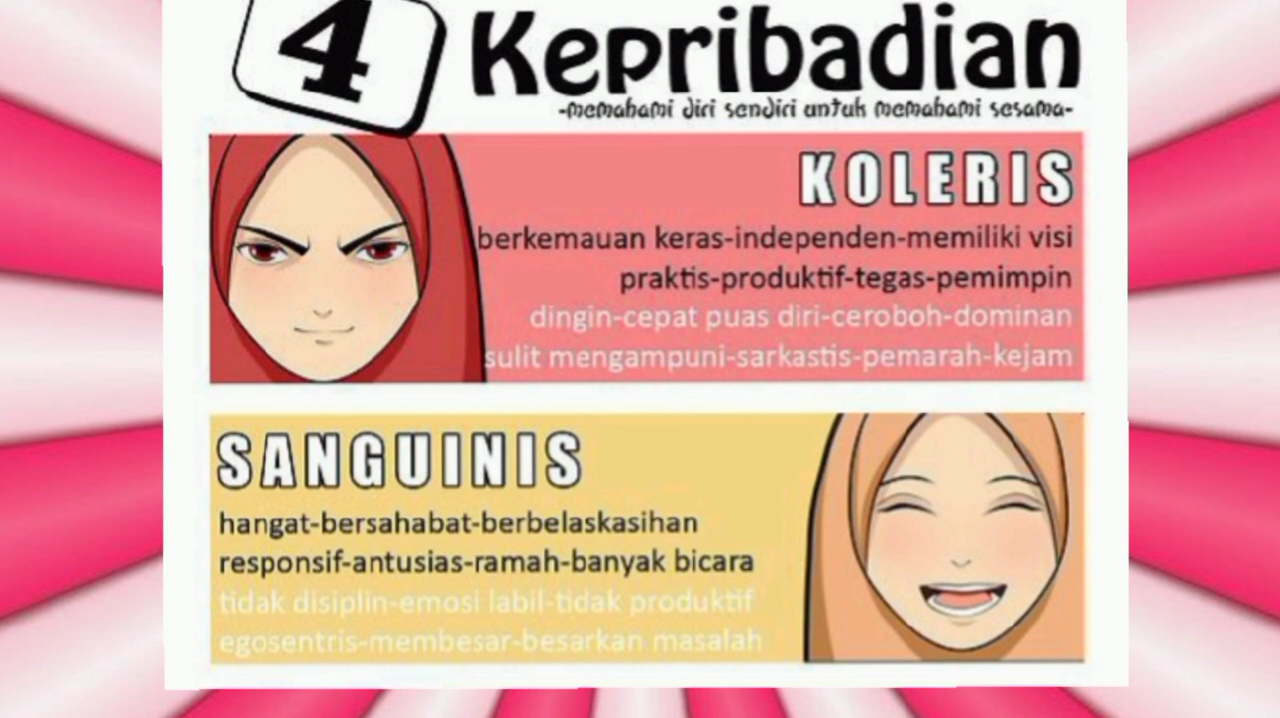 4 Kepribadian
-memahami diri sendiri untuk memahami sesama-
KOLERIS
berkemauan keras-independen-memiliki visi
praktis-produktif-tegas-pemimpin
dingin-cepat puas diri-ceroboh-dominan
sulit mengampuni-sarkastis-pemarah-kejam
SANGUINIS
hangat-bersahabat-berbelaskasihan
responsif-antusias-ramah-banyak bicara
tidak disiplin-emosi labil-tidak produktif
egosentris-membesar-besarkan masalah